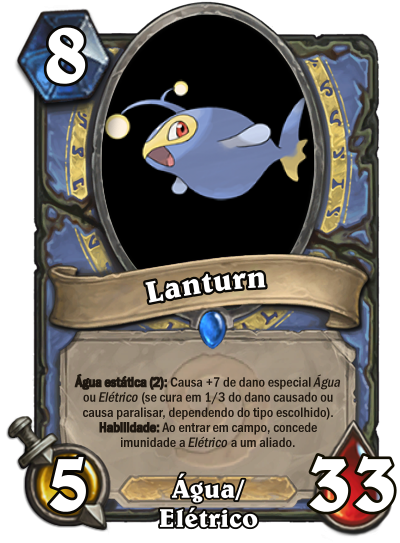 8
Lanturn
Água estática (2): Causa +7 de dano especial Água
ou Elétrico (se cura em 1/3 do dano causado ou
causa paralisar, dependendo do tipo escolhido).
Habilidade: Ao entrar em campo, concede
imunidade a Elétrico a um aliado.
5
Água/
Elétrico
33